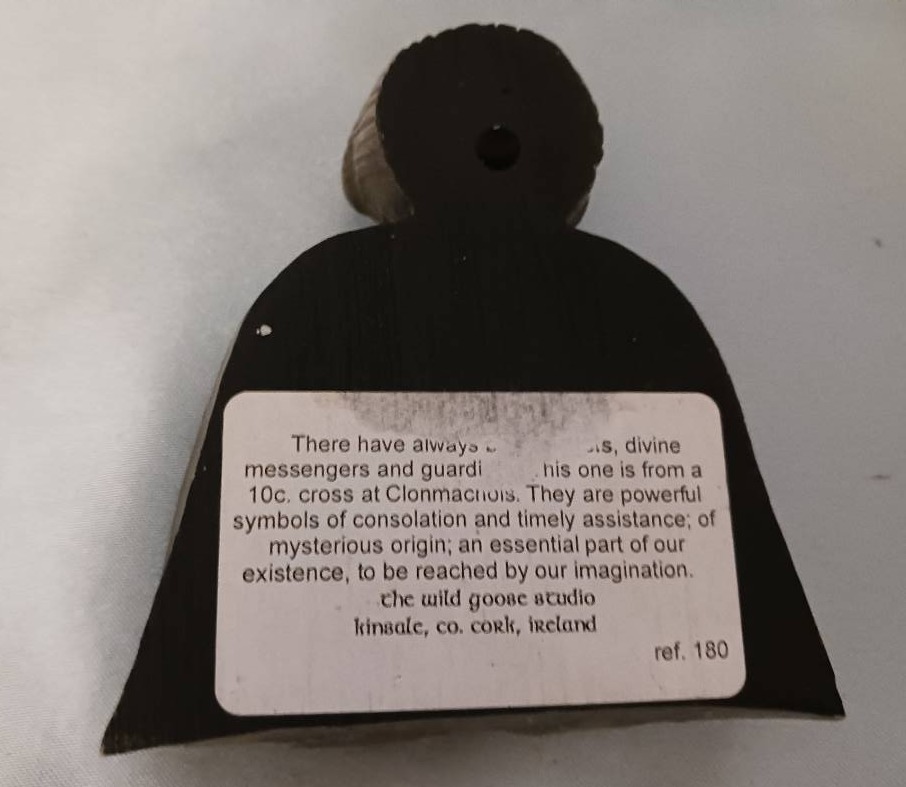 There have always divine
messengers and one is from a
10c. cross at Clonmacnois. They are powerful
symbols of consolation and timely assistance; of
mysterious origin; an essential part of our
existence, to be reached by our imagination.
the wild goose studio
kinsale, co. cork, ireland
ref. 180